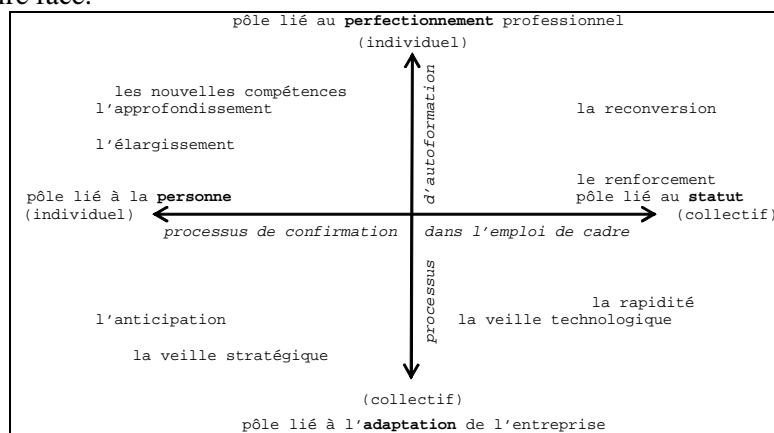 pôle lié au perfectionnement professionnel
(individuel)
les nouvelles compétences
l'approfondissement
la reconversion
l'élargissement
d'autoformation
le renforcement
pôle lié à la personne
pôle lié au statut
(individuel)
(collectif)
processus de confirmation
dans l'emploi de cadre
processus
la rapidité
l'anticipation
la veille technologique
la veille stratégique
(collectif)
pôle lié à l'adaptation de l'entreprise